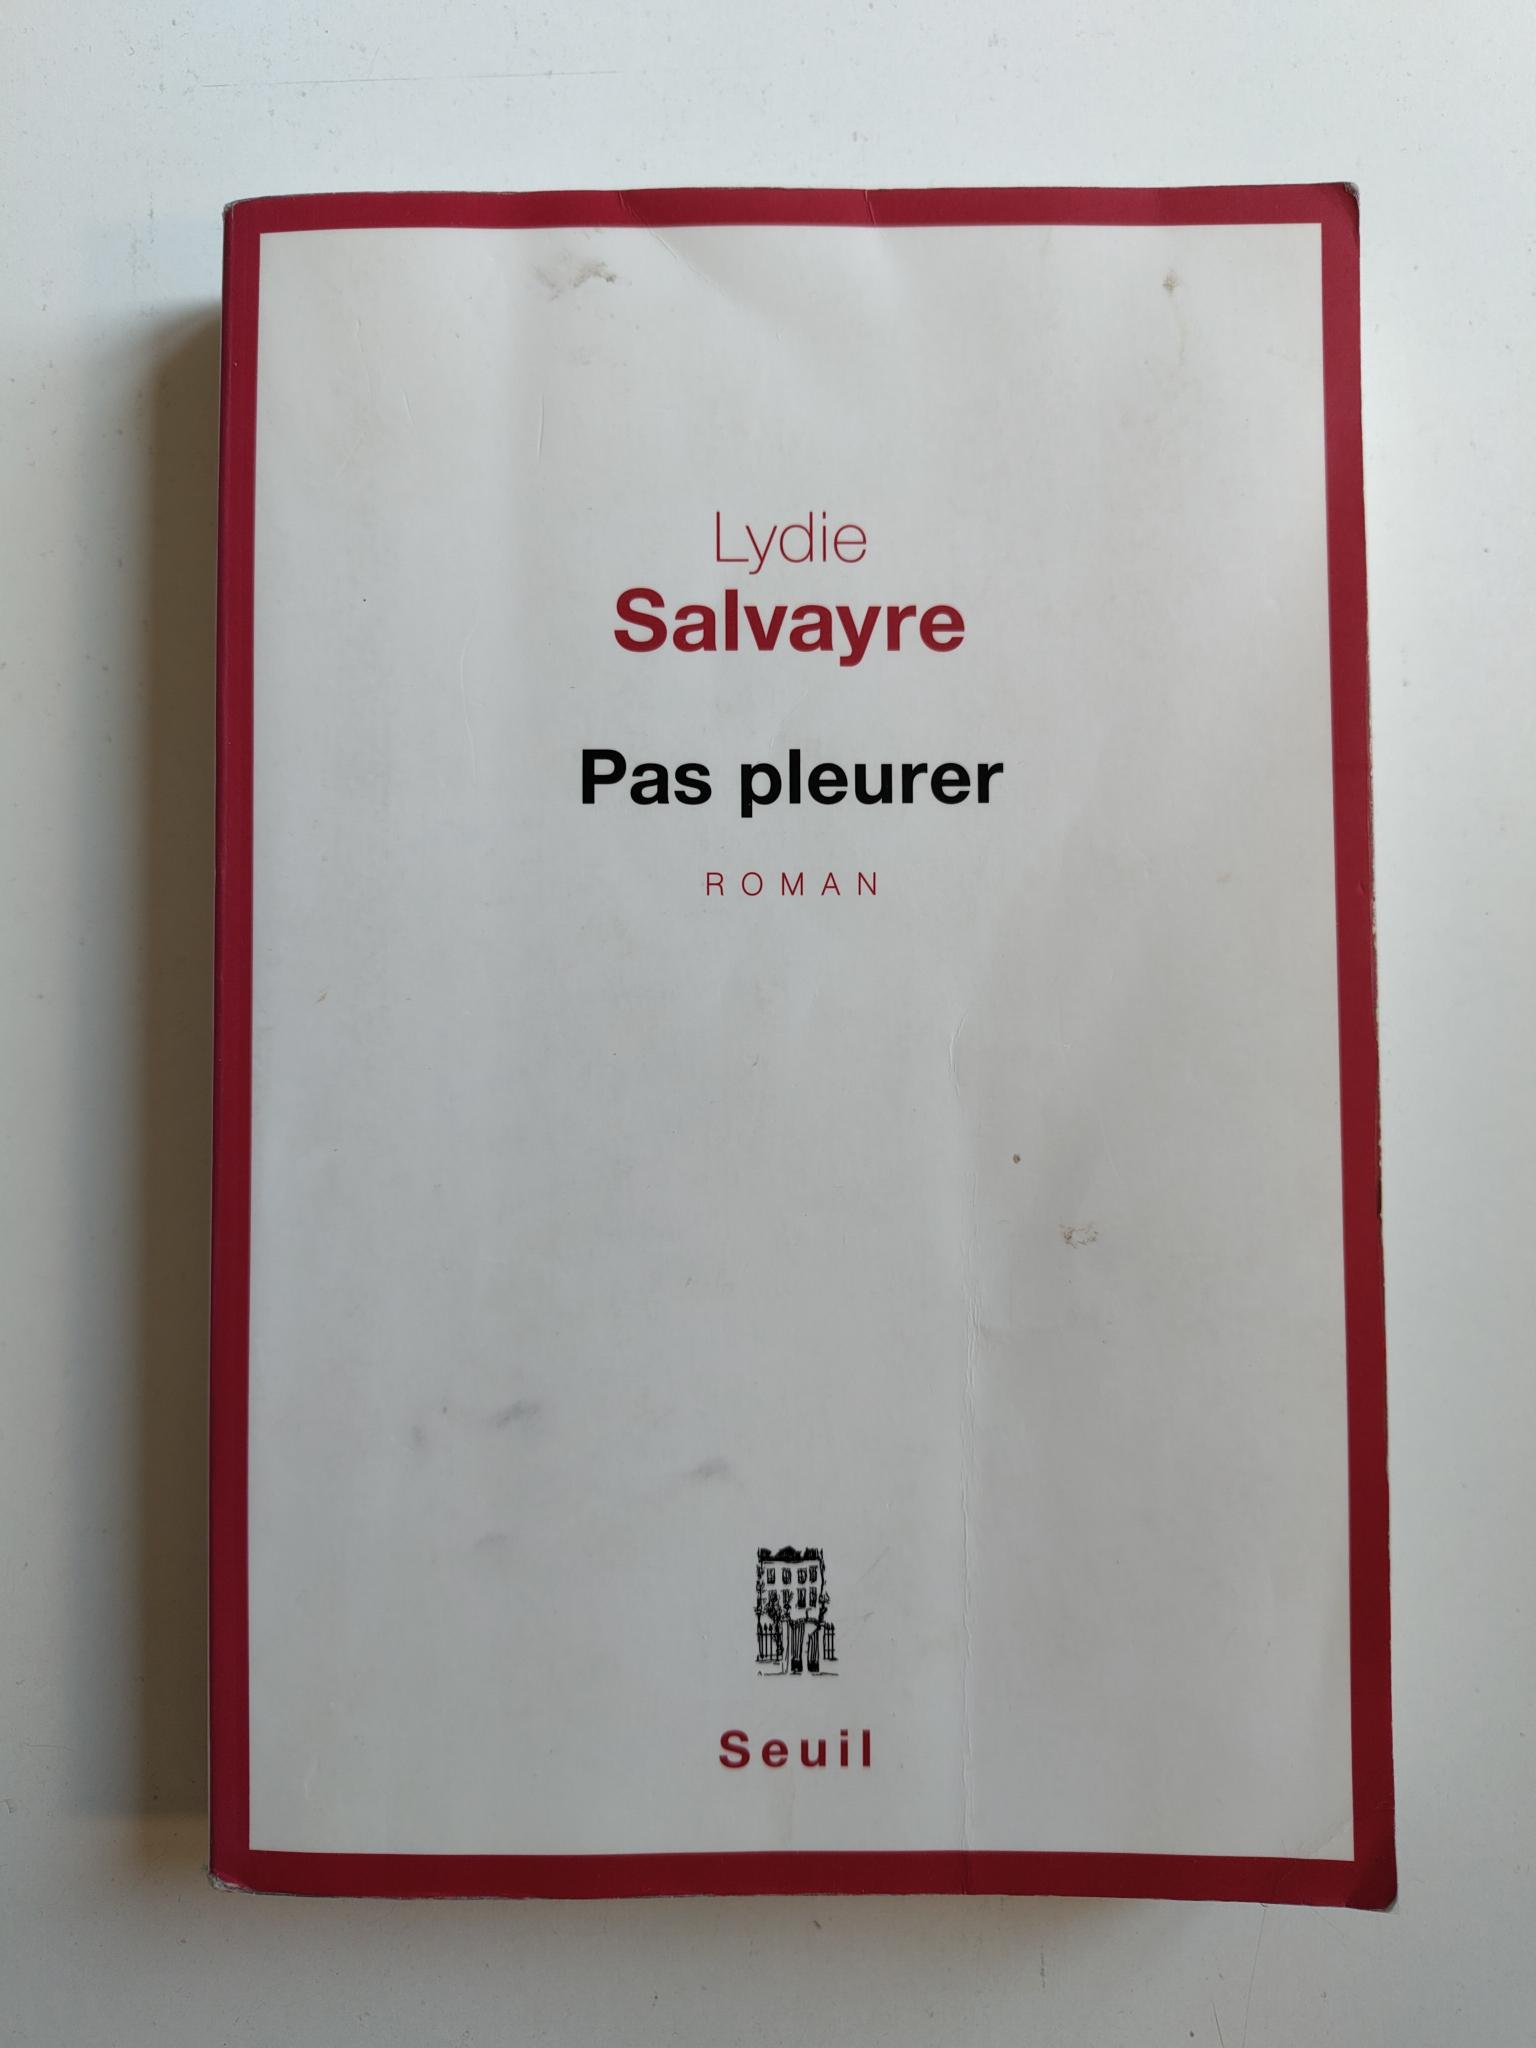 Lydie
Salvayre
Pas pleurer
ROMAN
Seuil